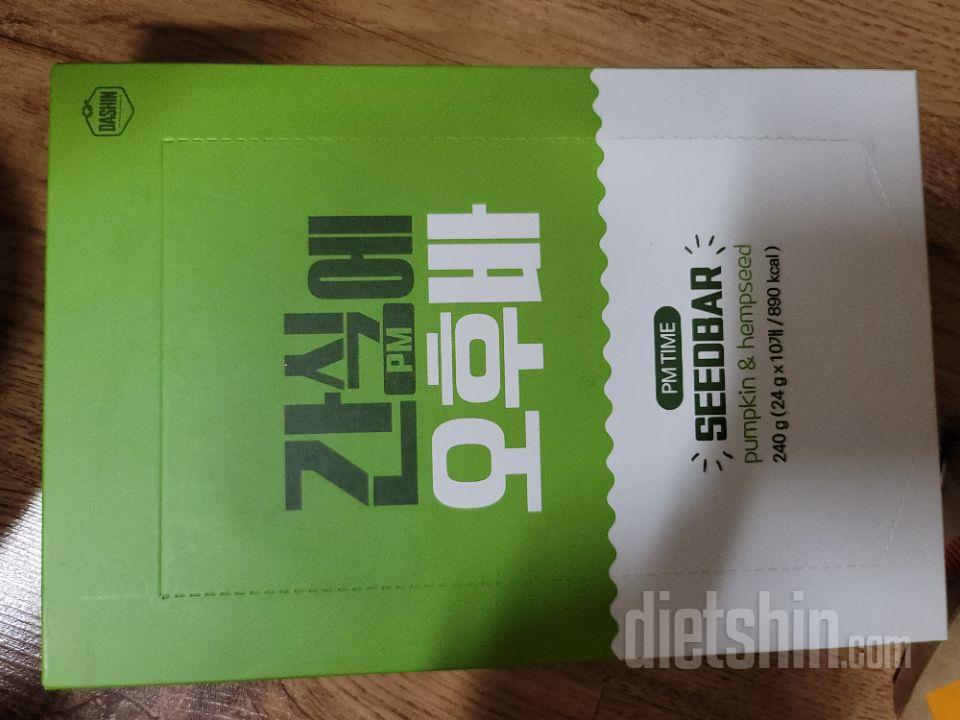 DASHIN
간심에
PM
오후바
PM TIME
SEEDBAR
pumpkin & hempseed
240 g ( 24 g x 10개 / 890 kcal )
dietshin.com